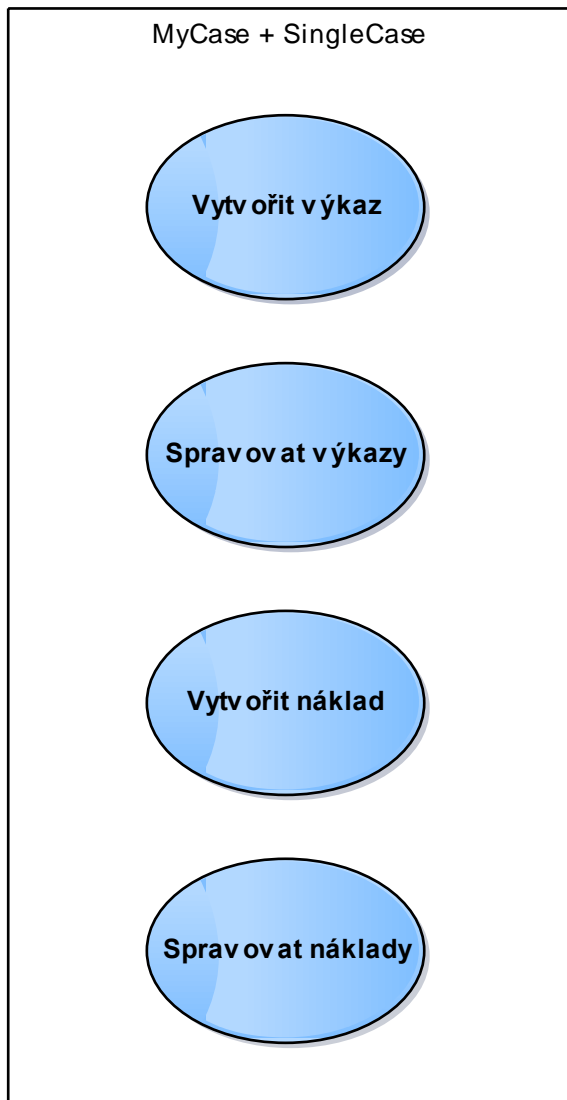 MyCase + SingleCase
Vytvořit výkaz
Spravovat výkazy
Vytvořit náklad
Spravovat náklady